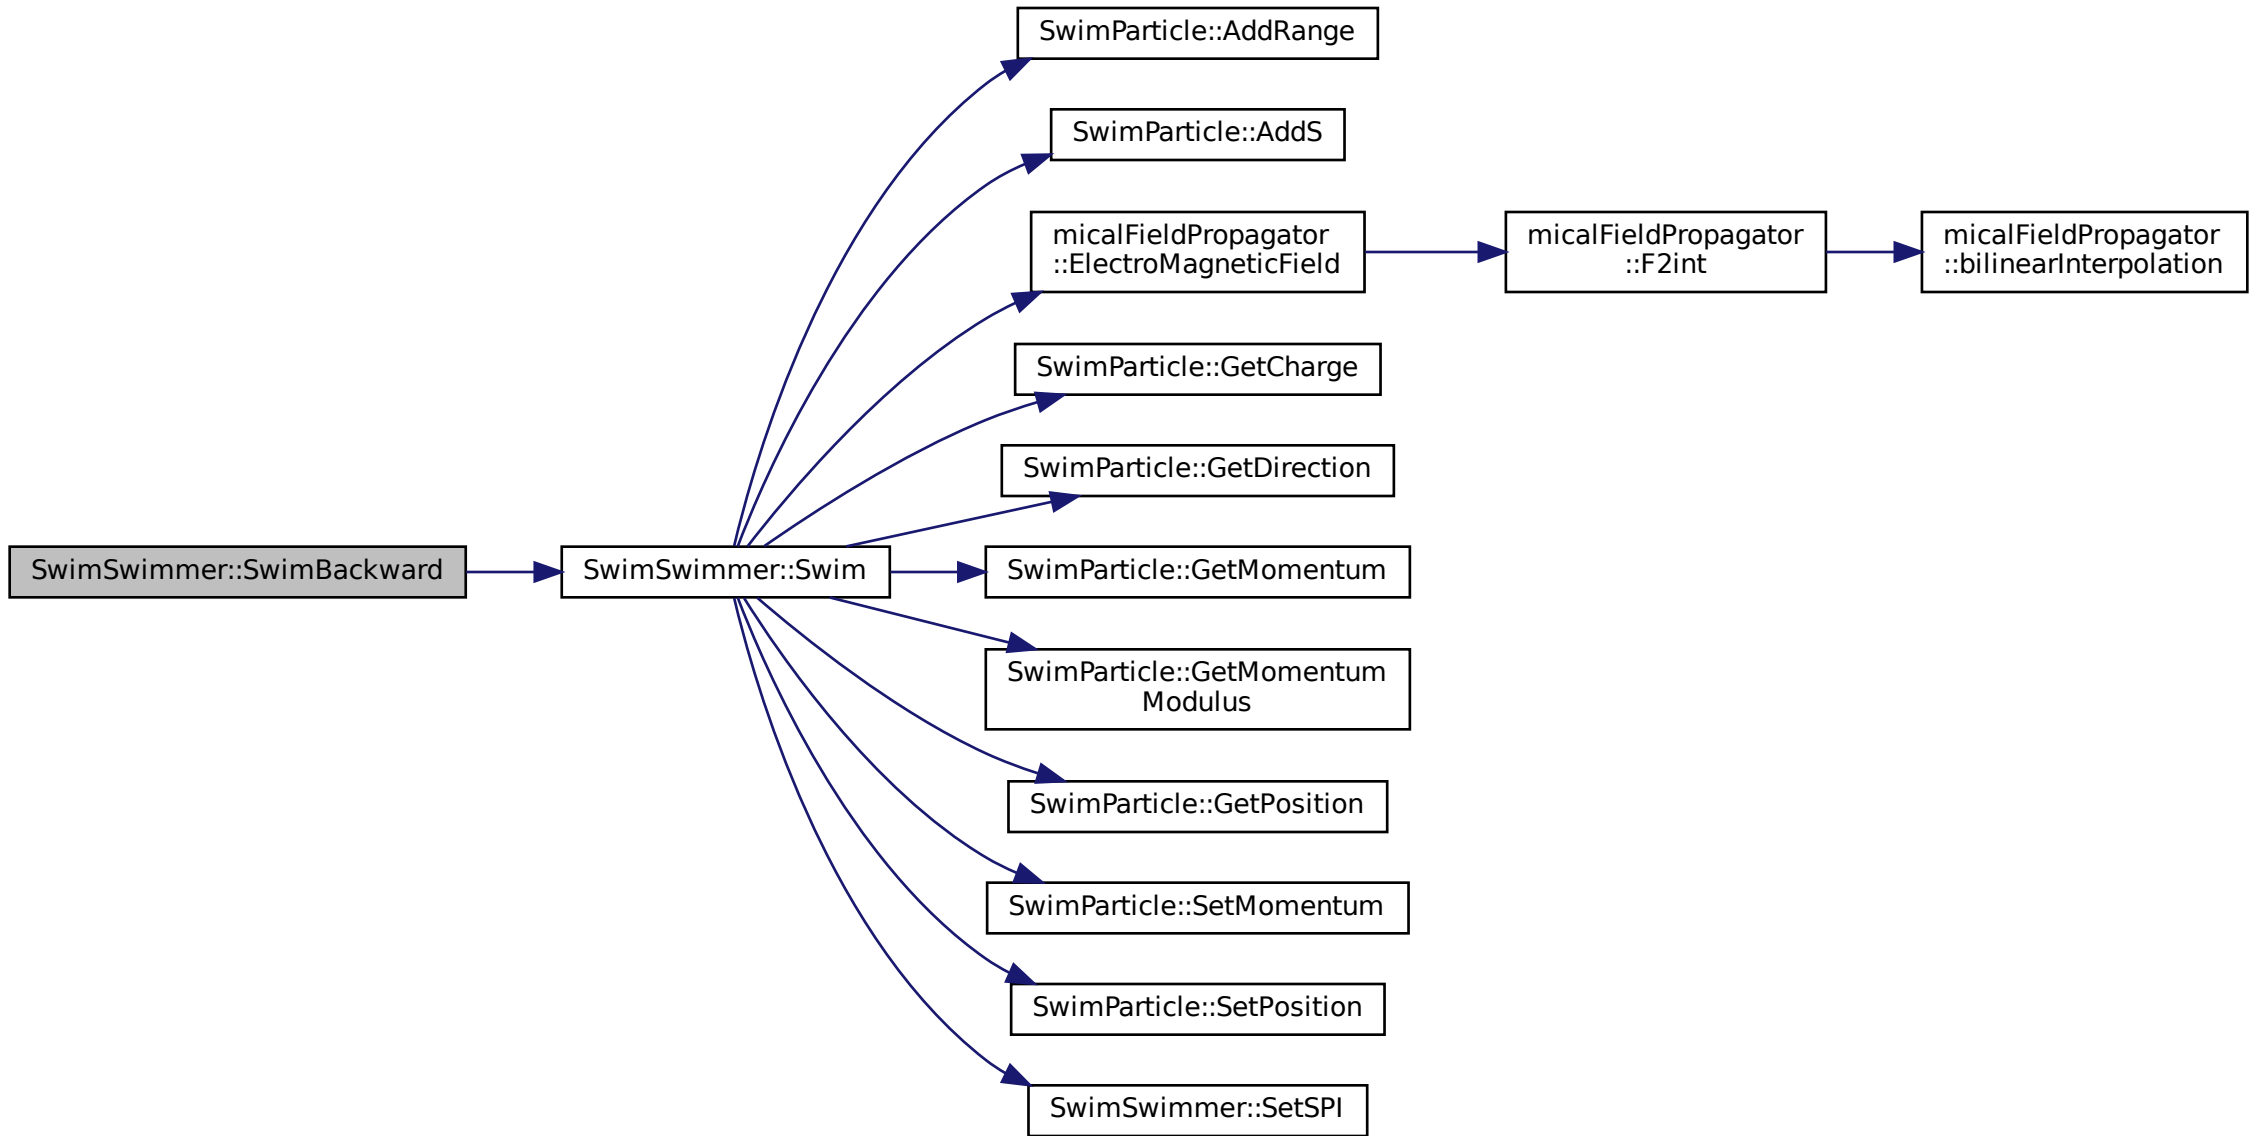 SwimParticle::AddRange
SwimParticle::AddS
micalFieldPropagator
::ElectroMagneticField
micalFieldPropagator
::F2int
micalFieldPropagator
::bilinearInterpolation
SwimParticle::GetCharge
SwimParticle::GetDirection
SwimSwimmer::SwimBackward
SwimSwimmer::Swim
SwimParticle::GetMomentum
SwimParticle::GetMomentum
Modulus
SwimParticle::GetPosition
SwimParticle::SetMomentum
SwimParticle::SetPosition
SwimSwimmer::SetSPI